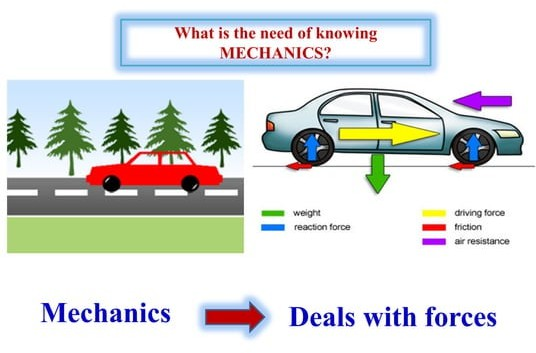 What is the need of knowing
MECHANICS?
weight
reaction force
driving force
friction
air resistance
Mechanics
Deals with forces